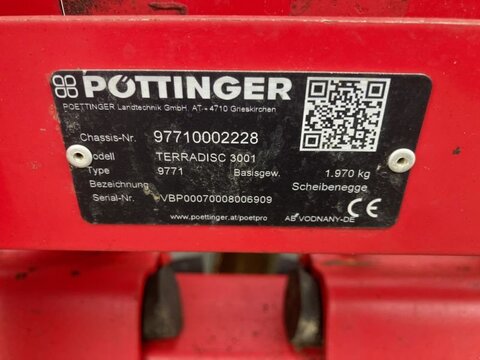 PÖTTINGER
POETTINGER Landtechnik GmbH, AT - 4710 Grieskirchen
Chassis-Nr. 97710002228
Modell TERRADISC 3001
Type 9771 Basisgew. 1.970 kg
Bezeichnung Scheibenegge
Serial-Nr. VBP00070008006909
www.poettinger.at/poetpro AB VODNANY-DE CE